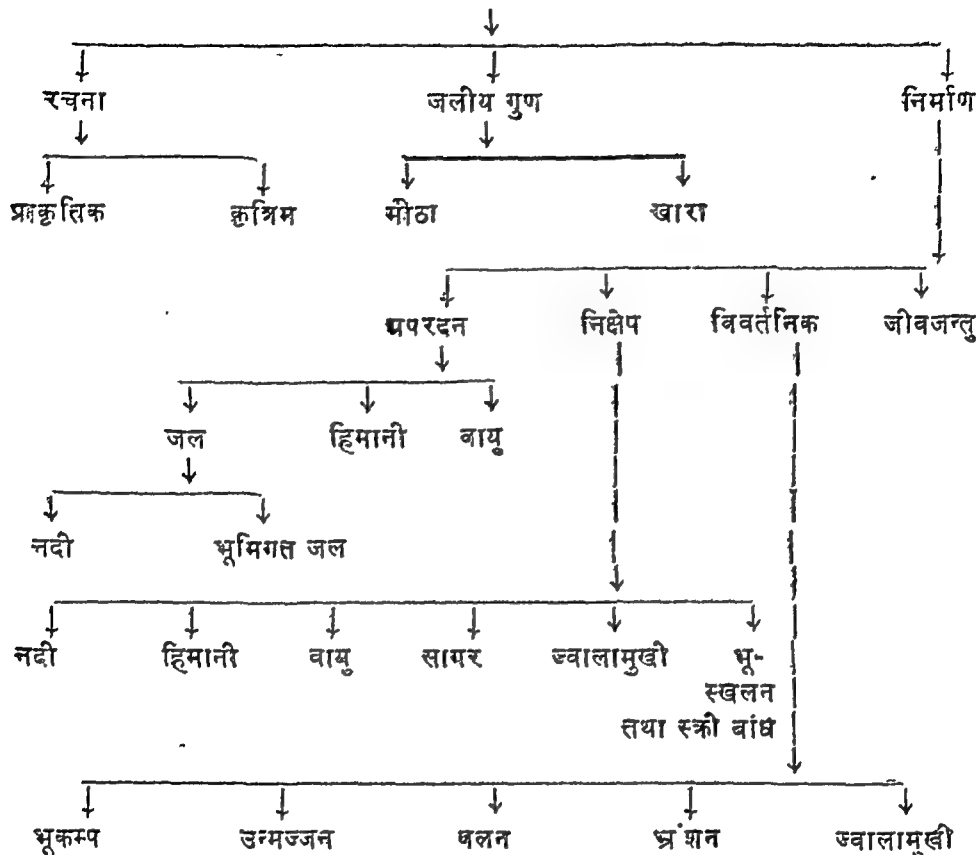 रचना जलीय गुण निर्माण
प्राकृतिक कृत्रिम मीठा खारा
अपरदन निक्षेप विवर्तनिक जीवजन्तु
जल हिमानी वायु
नदी भूमिगत जल
नदी हिमानी वायु सागर ज्वालामुखी भू-
स्खलन
तथा स्क्री बांध
भूकम्प उन्मज्जन वलन भ्रंशन ज्वालामुखी